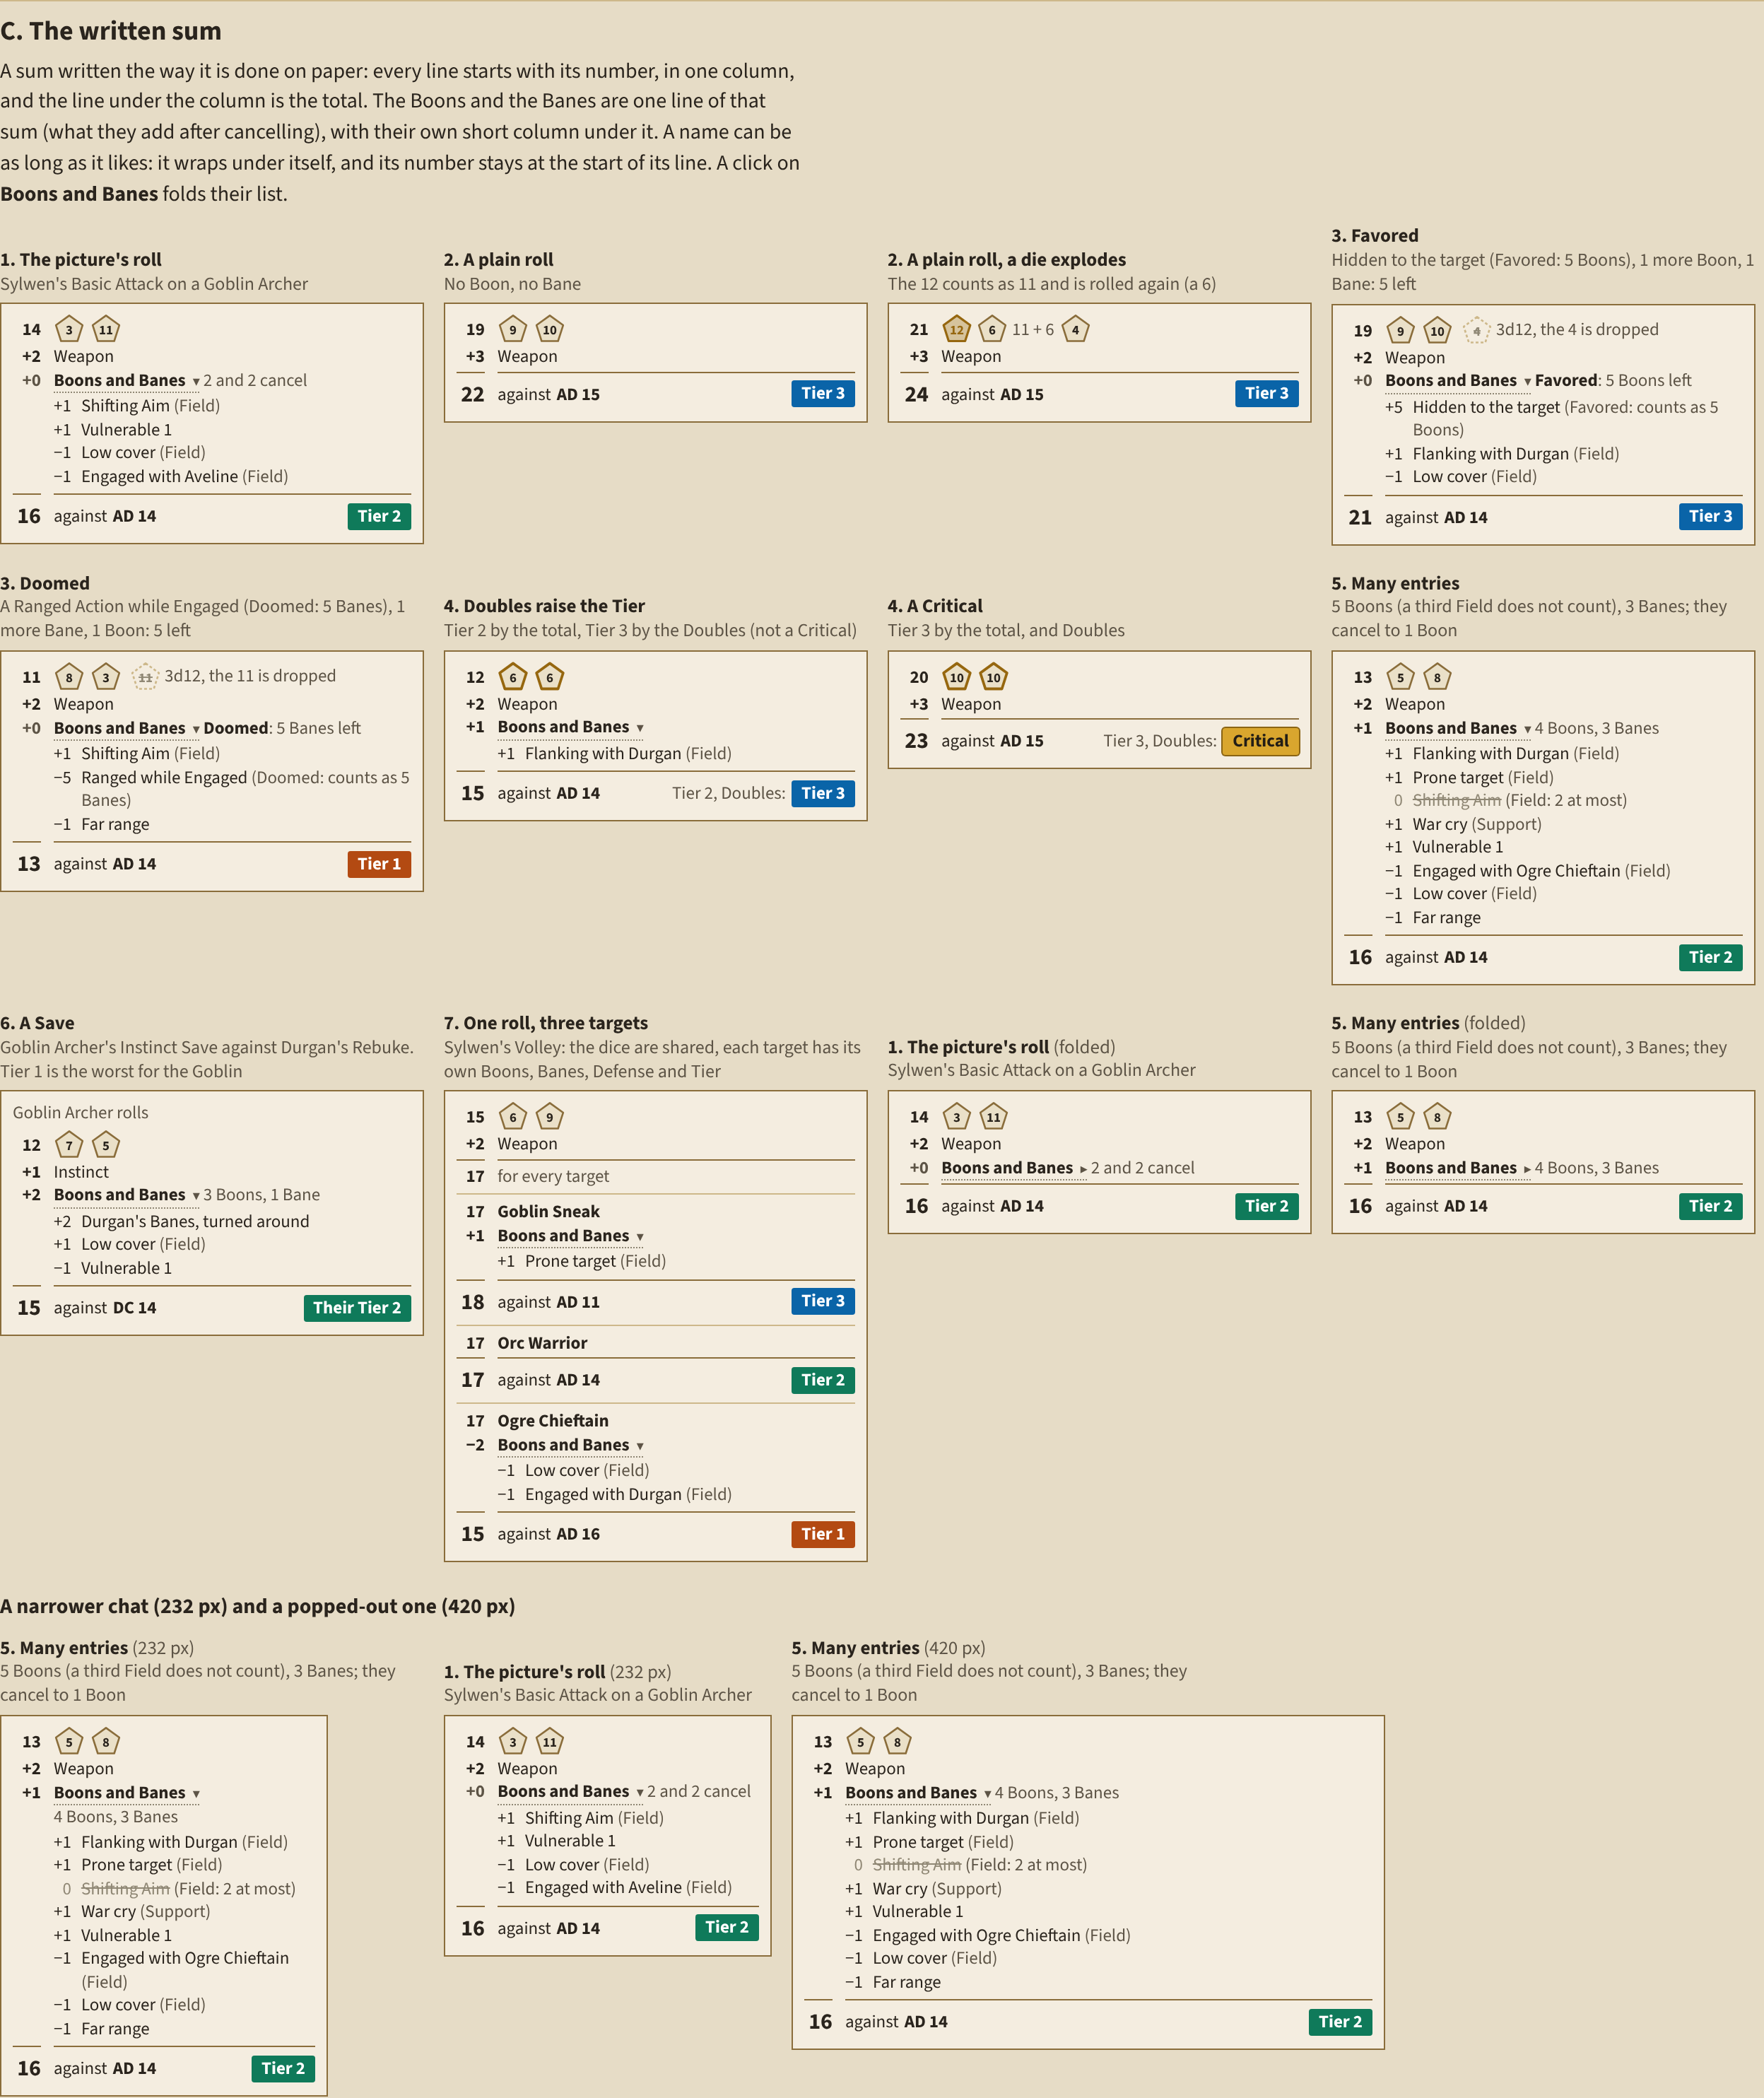 C. The written sum
A sum written the way it is done on paper: every line starts with its number, in one column,
and the line under the column is the total. The Boons and the Banes are one line of that
sum (what they add after cancelling), with their own short column under it. A name can be
as long as it likes: it wraps under itself, and its number stays at the start of its line. A click on
Boons and Banes folds their list.
1. The picture's roll
Sylwen's Basic Attack on a Goblin Archer
14 3 11
+2 Weapon
+0 Boons and Banes ▾ 2 and 2 cancel
+1 Shifting Aim (Field)
+1 Vulnerable 1
−1 Low cover (Field)
−1 Engaged with Aveline (Field)
16 against AD 14 Tier 2
2. A plain roll
No Boon, no Bane
19 9 10
+3 Weapon
22 against AD 15 Tier 3
2. A plain roll, a die explodes
The 12 counts as 11 and is rolled again (a 6)
21 12 6 11 + 6 4
+3 Weapon
24 against AD 15 Tier 3
3. Favored
Hidden to the target (Favored: 5 Boons), 1 more Boon, 1
Bane: 5 left
19 9 10 4 3d12, the 4 is dropped
+2 Weapon
+0 Boons and Banes ▾ Favored: 5 Boons left
+5 Hidden to the target (Favored: counts as 5
Boons)
+1 Flanking with Durgan (Field)
−1 Low cover (Field)
21 against AD 14 Tier 3
3. Doomed
A Ranged Action while Engaged (Doomed: 5 Banes), 1
more Bane, 1 Boon: 5 left
11 8 3 11 3d12, the 11 is dropped
+2 Weapon
+0 Boons and Banes ▾ Doomed: 5 Banes left
+1 Shifting Aim (Field)
−5 Ranged while Engaged (Doomed: counts as 5
Banes)
−1 Far range
13 against AD 14 Tier 1
4. Doubles raise the Tier
Tier 2 by the total, Tier 3 by the Doubles (not a Critical)
12 6 6
+2 Weapon
+1 Boons and Banes ▾
+1 Flanking with Durgan (Field)
15 against AD 14 Tier 2, Doubles: Tier 3
4. A Critical
Tier 3 by the total, and Doubles
20 10 10
+3 Weapon
23 against AD 15 Tier 3, Doubles: Critical
5. Many entries
5 Boons (a third Field does not count), 3 Banes; they
cancel to 1 Boon
13 5 8
+2 Weapon
+1 Boons and Banes ▾ 4 Boons, 3 Banes
+1 Flanking with Durgan (Field)
+1 Prone target (Field)
0 Shifting Aim (Field: 2 at most)
+1 War cry (Support)
+1 Vulnerable 1
−1 Engaged with Ogre Chieftain (Field)
−1 Low cover (Field)
−1 Far range
16 against AD 14 Tier 2
6. A Save
Goblin Archer's Instinct Save against Durgan's Rebuke.
Tier 1 is the worst for the Goblin
Goblin Archer rolls
12 7 5
+1 Instinct
+2 Boons and Banes ▾ 3 Boons, 1 Bane
+2 Durgan's Banes, turned around
+1 Low cover (Field)
−1 Vulnerable 1
15 against DC 14 Their Tier 2
7. One roll, three targets
Sylwen's Volley: the dice are shared, each target has its
own Boons, Banes, Defense and Tier
15 6 9
+2 Weapon
17 for every target
17 Goblin Sneak
+1 Boons and Banes ▾
+1 Prone target (Field)
18 against AD 11 Tier 3
17 Orc Warrior
17 against AD 14 Tier 2
17 Ogre Chieftain
−2 Boons and Banes ▾
−1 Low cover (Field)
−1 Engaged with Durgan (Field)
15 against AD 16 Tier 1
1. The picture's roll (folded)
Sylwen's Basic Attack on a Goblin Archer
14 3 11
+2 Weapon
+0 Boons and Banes ▸ 2 and 2 cancel
16 against AD 14 Tier 2
5. Many entries (folded)
5 Boons (a third Field does not count), 3 Banes; they
cancel to 1 Boon
13 5 8
+2 Weapon
+1 Boons and Banes ▸ 4 Boons, 3 Banes
16 against AD 14 Tier 2
A narrower chat (232 px) and a popped-out one (420 px)
5. Many entries (232 px)
5 Boons (a third Field does not count), 3 Banes; they
cancel to 1 Boon
13 5 8
+2 Weapon
+1 Boons and Banes ▾
4 Boons, 3 Banes
+1 Flanking with Durgan (Field)
+1 Prone target (Field)
0 Shifting Aim (Field: 2 at most)
+1 War cry (Support)
+1 Vulnerable 1
−1 Engaged with Ogre Chieftain
(Field)
−1 Low cover (Field)
−1 Far range
16 against AD 14 Tier 2
1. The picture's roll (232 px)
Sylwen's Basic Attack on a Goblin Archer
14 3 11
+2 Weapon
+0 Boons and Banes ▾ 2 and 2 cancel
+1 Shifting Aim (Field)
+1 Vulnerable 1
−1 Low cover (Field)
−1 Engaged with Aveline (Field)
16 against AD 14 Tier 2
5. Many entries (420 px)
5 Boons (a third Field does not count), 3 Banes; they
cancel to 1 Boon
13 5 8
+2 Weapon
+1 Boons and Banes ▾ 4 Boons, 3 Banes
+1 Flanking with Durgan (Field)
+1 Prone target (Field)
0 Shifting Aim (Field: 2 at most)
+1 War cry (Support)
+1 Vulnerable 1
−1 Engaged with Ogre Chieftain (Field)
−1 Low cover (Field)
−1 Far range
16 against AD 14 Tier 2